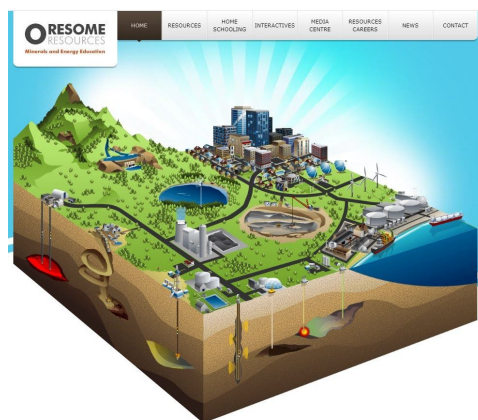 ORESOME
RESOURCES
Minerals and Energy Education
HOME
RESOURCES
HOME
SCHOOLING
INTERACTIVES
MEDIA
CENTRE
RESOURCES
CAREERS
NEWS
CONTACT